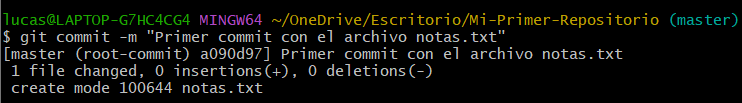 lucas@LAPTOP-G7HC4CG4 MINGW64 ~/OneDrive/Escritorio/Mi-Primer-Repositorio (master)
$ git commit -m "Primer commit con el archivo notas.txt"
[master (root-commit) a090d97] Primer commit con el archivo notas.txt
 1 file changed, 0 insertions(+), 0 deletions(-)
 create mode 100644 notas.txt